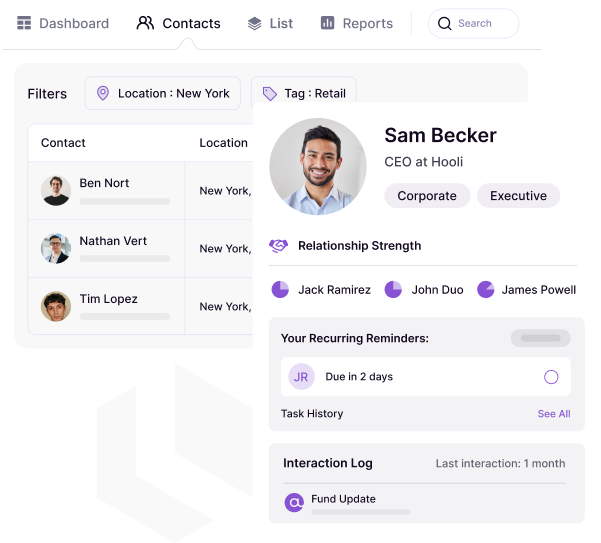 Dashboard
Contacts
List
Reports
Search
Filters
Location : New York
Tag : Retail
Contact
Location
Ben Nort
New York,
Nathan Vert
New York,
Tim Lopez
New York,
Sam Becker
CEO at Hooli
Corporate
Executive
Relationship Strength
Jack Ramirez
John Duo
James Powell
Your Recurring Reminders:
JR
Due in 2 days
Task History
See All
Interaction Log
Last interaction: 1 month
@
Fund Update